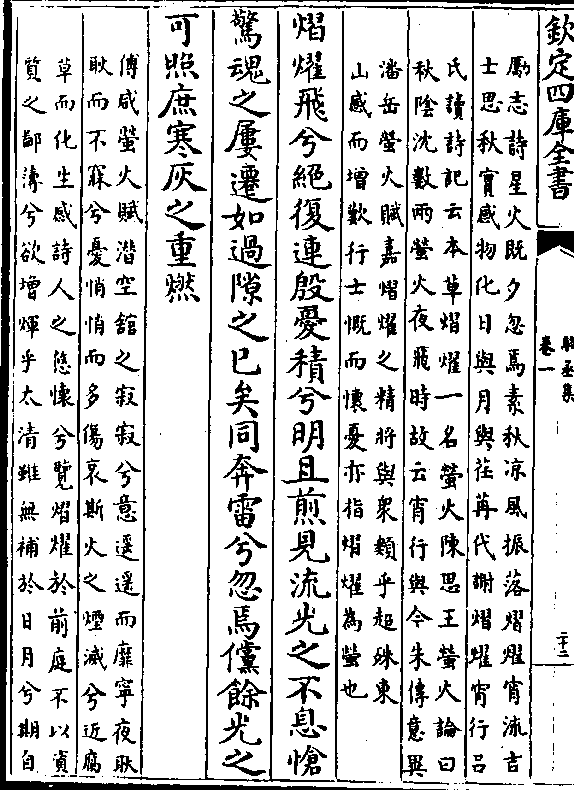 欽定四庫全書
駱丞集
卷一
二十二
勵志詩星火既夕忽焉素秋凉風振落熠燿宵流吉
士思秋實感物化日與月與荏苒代謝熠燿宵行吕
氏讀詩記云本草熠燿一名螢火陳思王螢火論曰
秋陰沈數雨螢火夜飛時故云宵行與今朱傳意異
潘岳螢火賦嘉熠燿之精將與衆類乎超殊東
山感而增歎行士慨而懷憂亦指熠燿為螢也
熠燿飛兮絕復連殷憂積兮明且煎見流光之不息愴
驚魂之屢遷如過隙之已矣同奔雷兮忽焉儻餘光之
可照庶寒灰之重燃
傅咸螢火賦潛空舘之寂寂兮意遥遥而靡寧夜耿
耿而不寐兮憂悄悄而多傷哀斯火之煙滅兮近腐
草而化生感詩人之悠懷兮覽熠燿於前庭不以資
質之鄙薄兮欲增輝乎太清雖無補於日月兮期自